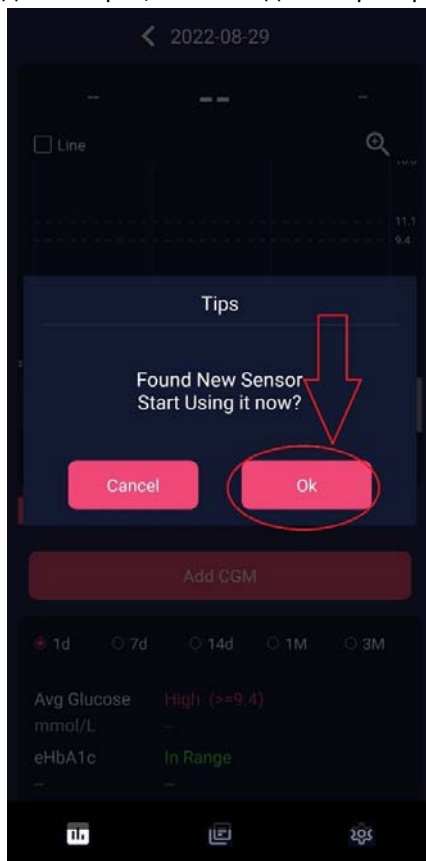 2022-08-29
--
--
--
Line
11.1
9.4
Tips
Found New Sensor
Start Using it now?
Cancel
Ok
Add CGM
1d
7d
14d
1M
3M
Avg Glucose High (>=9.4)
mmol/L --
eHbA1c In Range
-- --